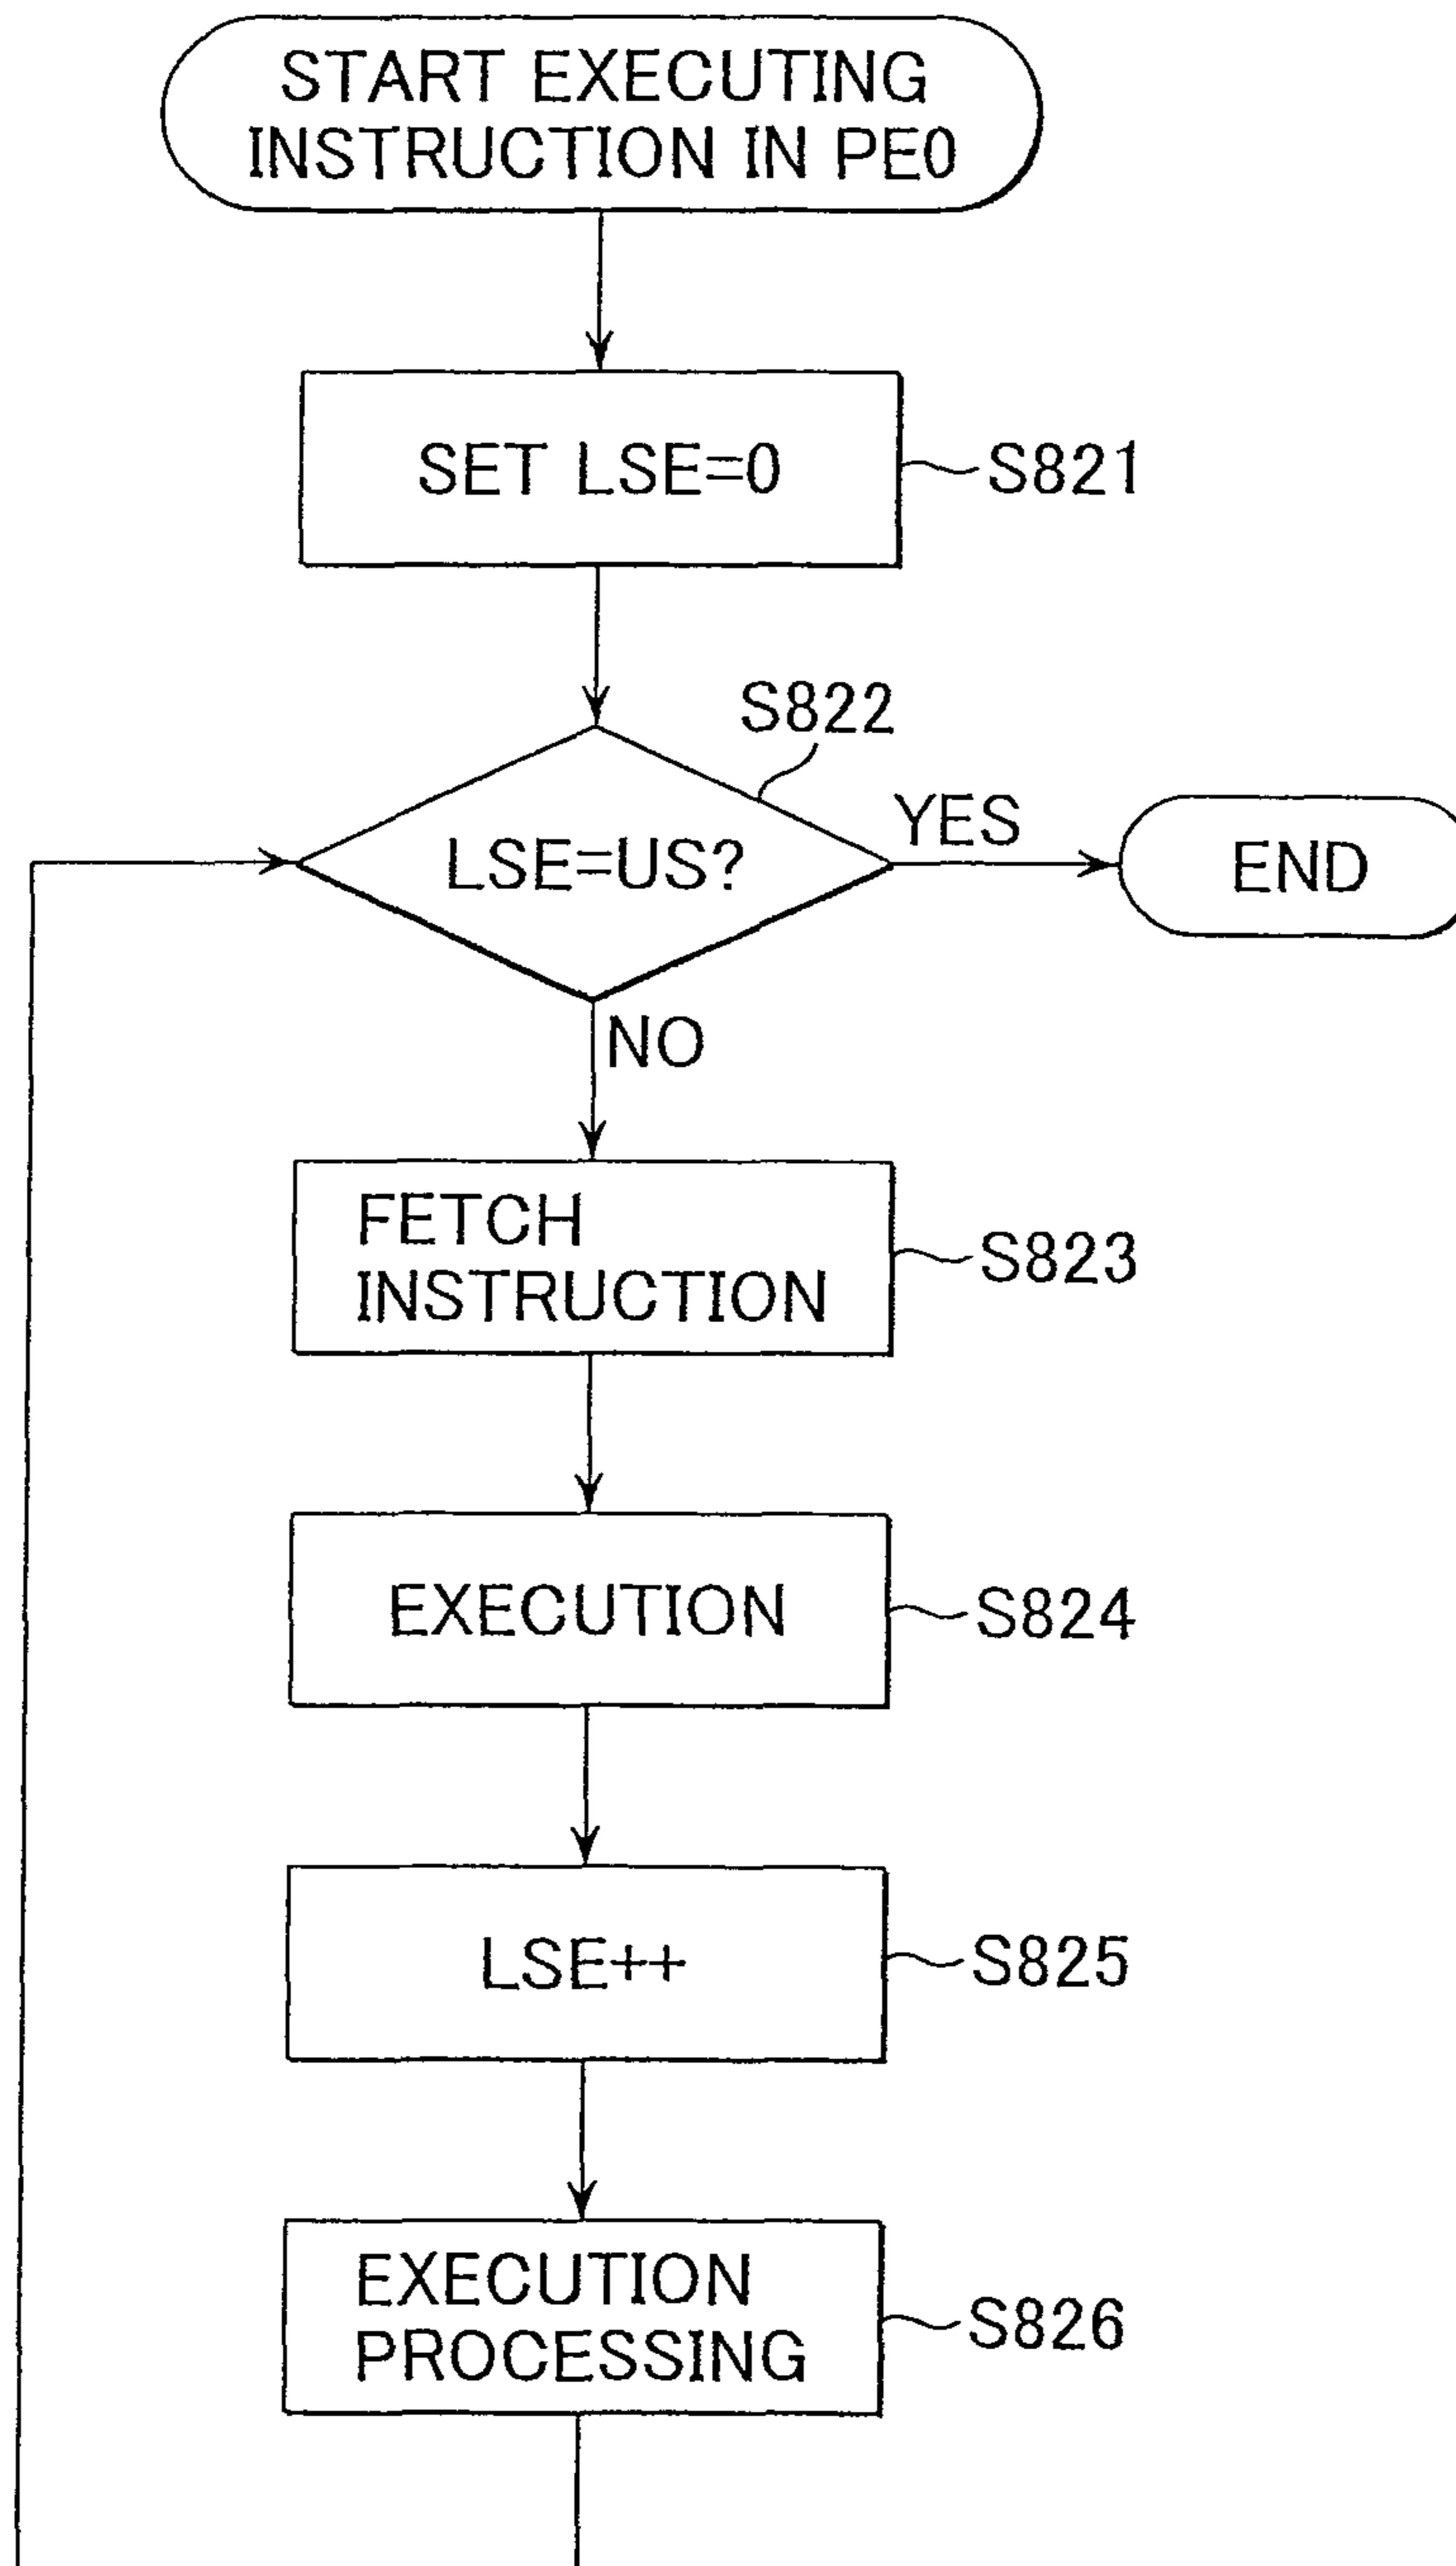 START EXECUTING
INSTRUCTION IN PE0
SET LSE=0
S821
S822
LSE=US?
YES
END
NO
FETCH
INSTRUCTION
S823
EXECUTION
S824
LSE++
S825
EXECUTION
PROCESSING
S826